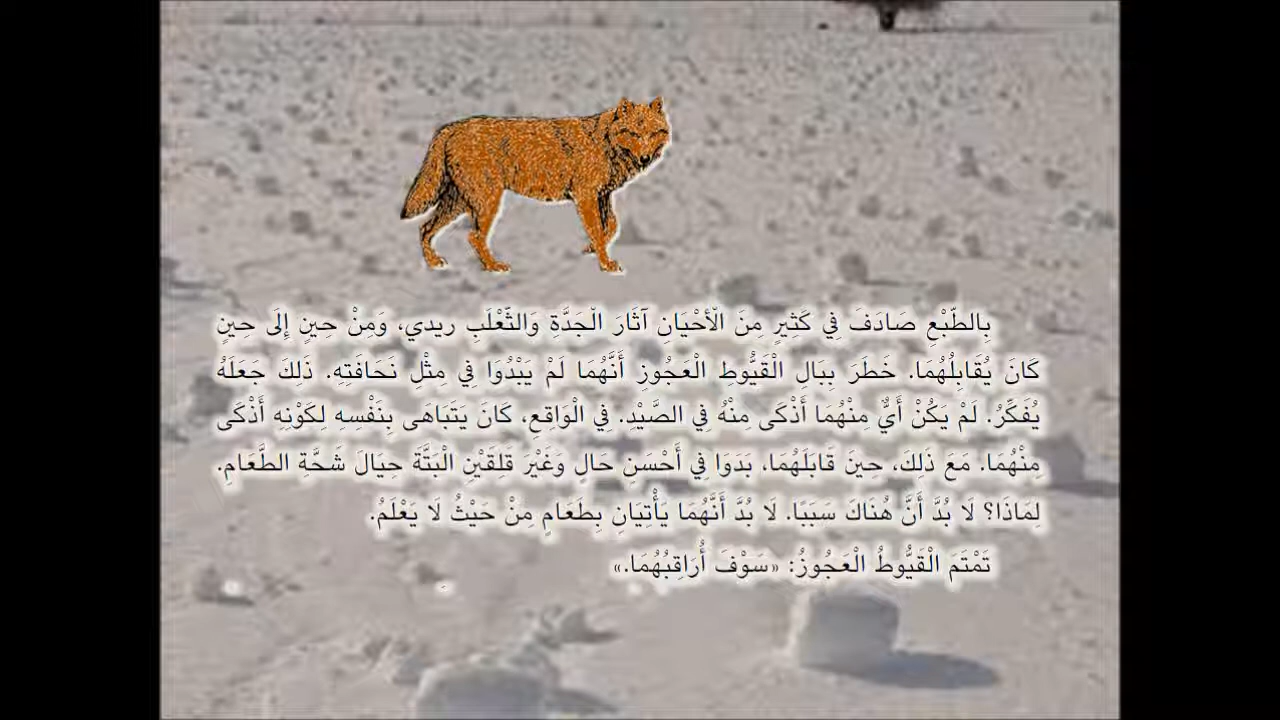 بِالطَّبْعِ صَادَفَ فِي كَثِيرٍ مِنَ الْأَحْيَانِ آثَارَ الْجَدَّةِ وَالثَّعْلَبِ ريدي، وَمِنْ حِينٍ إِلَى حِينٍ
كَانَ يُقَابِلُهُمَا. خَطَرَ بِبَالِ الْقَيُّوطِ الْعَجُوزِ أَنَّهُمَا لَمْ يَبْدُوَا فِي مِثْلِ نَحَافَتِهِ. ذَلِكَ جَعَلَهُ
يُفَكِّرُ. لَمْ يَكُنْ أَيٌّ مِنْهُمَا أَذْكَى مِنْهُ فِي الصَّيْدِ. فِي الْوَاقِعِ، كَانَ يَتَبَاهَى بِنَفْسِهِ لِكَوْنِهِ أَذْكَى
مِنْهُمَا. مَعَ ذَلِكَ، حِينَ قَابَلَهُمَا، بَدَوَا فِي أَحْسَنِ حَالٍ وَغَيْرَ قَلِقَيْنِ الْبَتَّةَ حِيَالَ شَحَّةِ الطَّعَامِ.
لِمَاذَا؟ لَا بُدَّ أَنَّ هُنَاكَ سَبَبًا. لَا بُدَّ أَنَّهُمَا يَأْتِيَانِ بِطَعَامٍ مِنْ حَيْثُ لَا يَعْلَمُ.
تَمْتَمَ الْقَيُّوطُ الْعَجُوزُ: «سَوْفَ أُرَاقِبُهُمَا.»